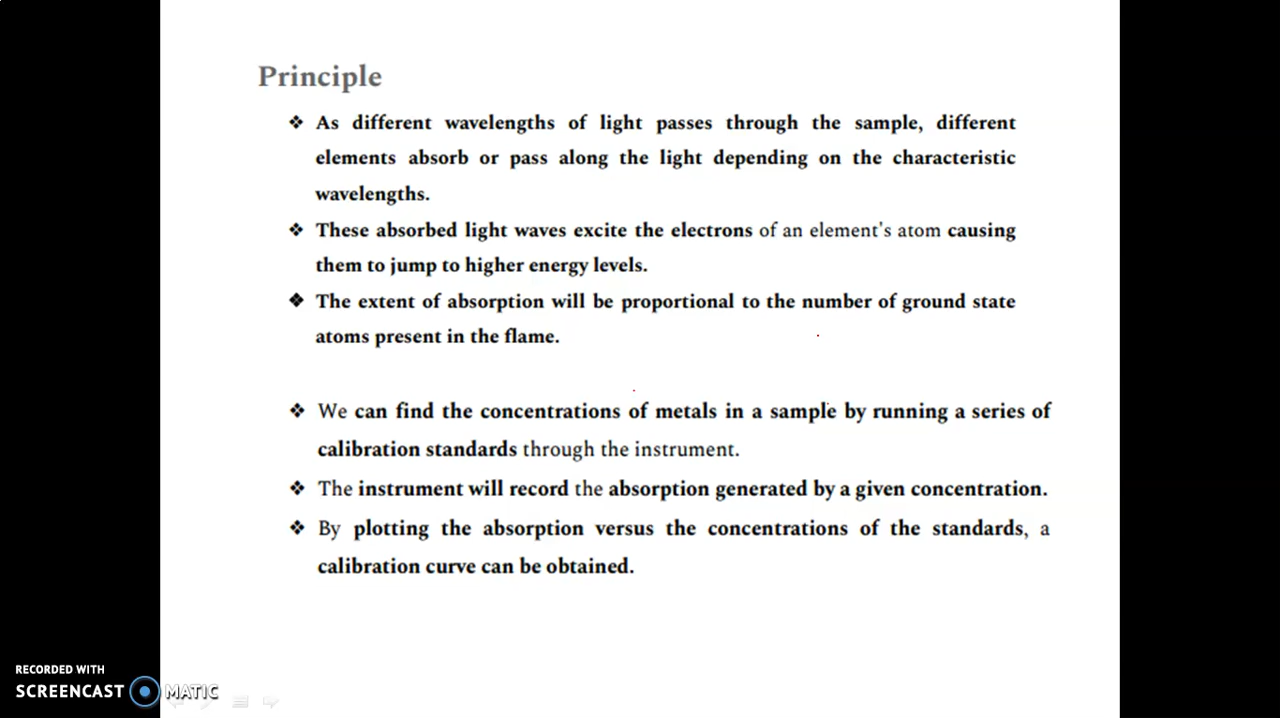 Principle
❖ As different wavelengths of light passes through the sample, different
elements absorb or pass along the light depending on the characteristic
wavelengths.
❖ These absorbed light waves excite the electrons of an element's atom causing
them to jump to higher energy levels.
❖ The extent of absorption will be proportional to the number of ground state
atoms present in the flame.
❖ We can find the concentrations of metals in a sample by running a series of
calibration standards through the instrument.
❖ The instrument will record the absorption generated by a given concentration.
❖ By plotting the absorption versus the concentrations of the standards, a
calibration curve can be obtained.
RECORDED WITH
SCREENCAST MATIC